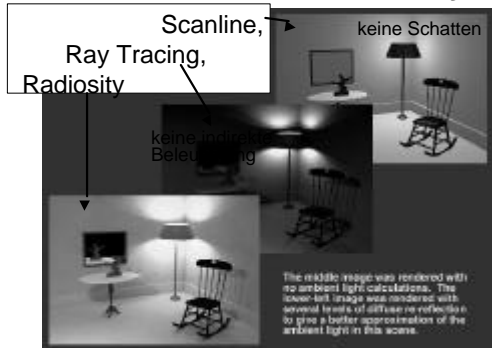 Scanline,
Ray Tracing,
Radiosity
keine Schatten
keine indirekte
Beleuchtung
The middle image was rendered with
no ambient light calculations. The
lower-left image was rendered with
several levels of diffuse re-reflection
to give a better approximation of the
ambient light in this scene.